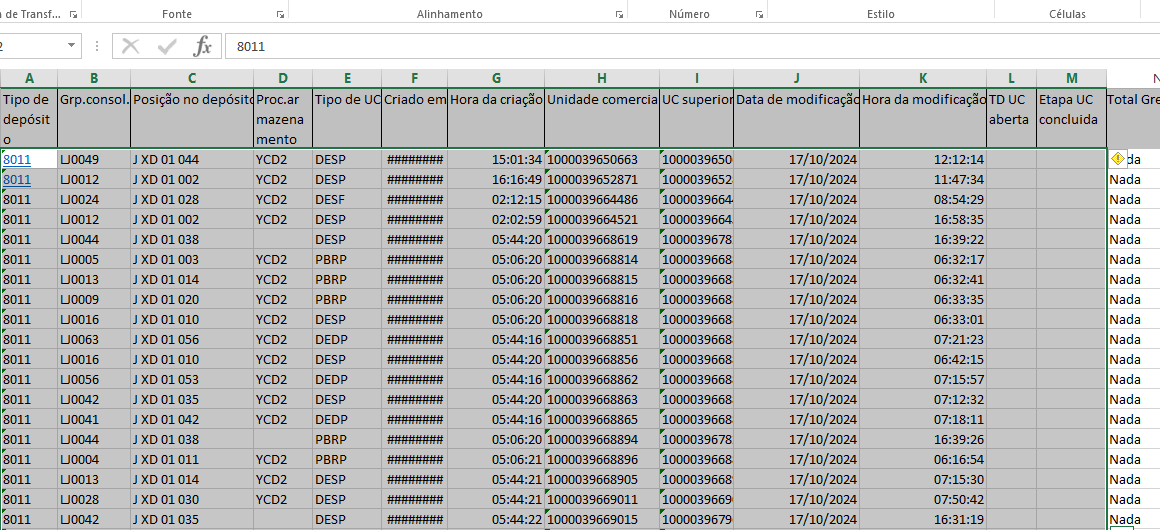 de Transf... Fonte Alinhamento Número Estilo Células
2 fx 8011
A B C D E F G H I J K L M N
Tipo de depósito Grp.consol. Posição no depósito Proc.armazenamento Tipo de UC Criado em Hora da criação Unidade comercia UC superior Data de modificação Hora da modificação TD UC aberta Etapa UC concluida Total Gre
8011 LJ0049 J XD 01 044 YCD2 DESP ######## 15:01:34 1000039650663 1000039650 17/10/2024 12:12:14 da
8011 LJ0012 J XD 01 002 YCD2 DESP ######## 16:16:49 1000039652871 1000039652 17/10/2024 11:47:34 Nada
8011 LJ0024 J XD 01 028 YCD2 DESF ######## 02:12:15 1000039664486 1000039664 17/10/2024 08:54:29 Nada
8011 LJ0012 J XD 01 002 YCD2 DESP ######## 02:02:59 1000039664521 1000039664 17/10/2024 16:58:35 Nada
8011 LJ0044 J XD 01 038 DESP ######## 05:44:20 1000039668619 1000039678 17/10/2024 16:39:22 Nada
8011 LJ0005 J XD 01 003 YCD2 PBRP ######## 05:06:20 1000039668814 1000039668 17/10/2024 06:32:17 Nada
8011 LJ0013 J XD 01 014 YCD2 PBRP ######## 05:06:20 1000039668815 1000039668 17/10/2024 06:32:41 Nada
8011 LJ0009 J XD 01 020 YCD2 PBRP ######## 05:06:20 1000039668816 1000039668 17/10/2024 06:33:35 Nada
8011 LJ0016 J XD 01 010 YCD2 DESP ######## 05:06:20 1000039668818 1000039668 17/10/2024 06:33:01 Nada
8011 LJ0063 J XD 01 056 YCD2 DEDP ######## 05:44:16 1000039668851 1000039668 17/10/2024 07:21:23 Nada
8011 LJ0016 J XD 01 010 YCD2 DESP ######## 05:44:20 1000039668856 1000039668 17/10/2024 06:42:15 Nada
8011 LJ0056 J XD 01 053 YCD2 DEDP ######## 05:44:16 1000039668862 1000039668 17/10/2024 07:15:57 Nada
8011 LJ0042 J XD 01 035 YCD2 DESP ######## 05:44:20 1000039668863 1000039668 17/10/2024 07:12:32 Nada
8011 LJ0041 J XD 01 042 YCD2 DEDP ######## 05:44:16 1000039668865 1000039668 17/10/2024 07:18:11 Nada
8011 LJ0044 J XD 01 038 PBRP ######## 05:06:20 1000039668894 1000039678 17/10/2024 16:39:26 Nada
8011 LJ0004 J XD 01 011 YCD2 PBRP ######## 05:06:21 1000039668896 1000039668 17/10/2024 06:16:54 Nada
8011 LJ0013 J XD 01 014 YCD2 DESP ######## 05:44:21 1000039668905 1000039668 17/10/2024 07:15:30 Nada
8011 LJ0028 J XD 01 030 YCD2 DESP ######## 05:44:21 1000039669011 1000039669 17/10/2024 07:50:42 Nada
8011 LJ0042 J XD 01 035 DESP ######## 05:44:22 1000039669015 1000039679 17/10/2024 16:31:19 Nada